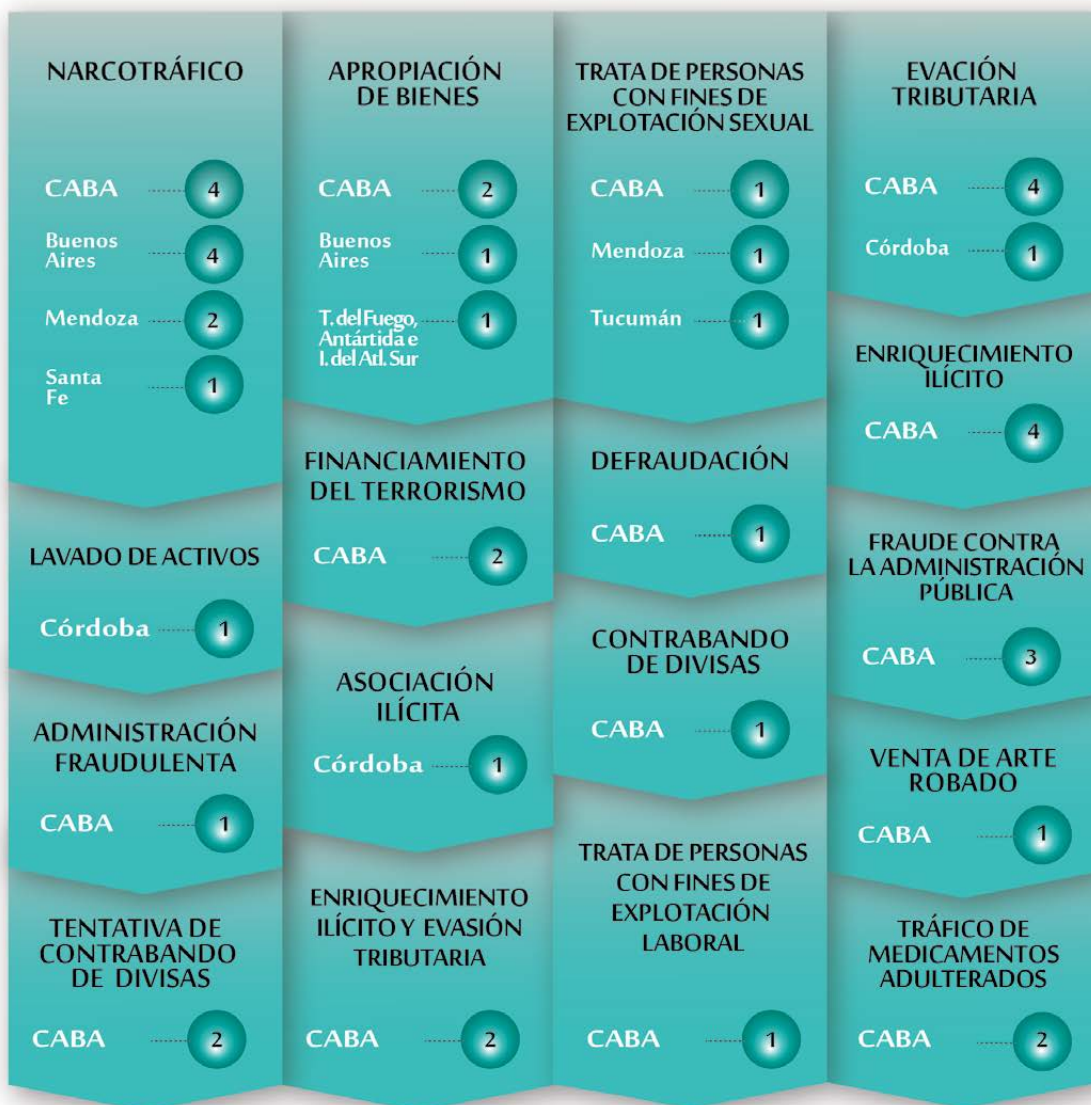 NARCOTRÁFICO
CABA 4
Buenos
Aires 4
Mendoza 2
Santa
Fe 1
LAVADO DE ACTIVOS
Córdoba 1
ADMINISTRACIÓN
FRAUDULENTA
CABA 1
TENTATIVA DE
CONTRABANDO
DE DIVISAS
CABA 2
APROPIACIÓN
DE BIENES
CABA 2
Buenos
Aires 1
T. del Fuego,
Antártida e 1
I. del Atl. Sur
FINANCIAMIENTO
DEL TERRORISMO
CABA 2
ASOCIACIÓN
ILÍCITA
Córdoba 1
ENRIQUECIMIENTO
ILÍCITO Y EVASIÓN
TRIBUTARIA
CABA 2
TRATA DE PERSONAS
CON FINES DE
EXPLOTACIÓN SEXUAL
CABA 1
Mendoza 1
Tucumán 1
DEFRAUDACIÓN
CABA 1
CONTRABANDO
DE DIVISAS
CABA 1
TRATA DE PERSONAS
CON FINES DE
EXPLOTACIÓN
LABORAL
CABA 1
EVACIÓN
TRIBUTARIA
CABA 4
Córdoba 1
ENRIQUECIMIENTO
ILÍCITO
CABA 4
FRAUDE CONTRA
LA ADMINISTRACIÓN
PÚBLICA
CABA 3
VENTA DE ARTE
ROBADO
CABA 1
TRÁFICO DE
MEDICAMENTOS
ADULTERADOS
CABA 2